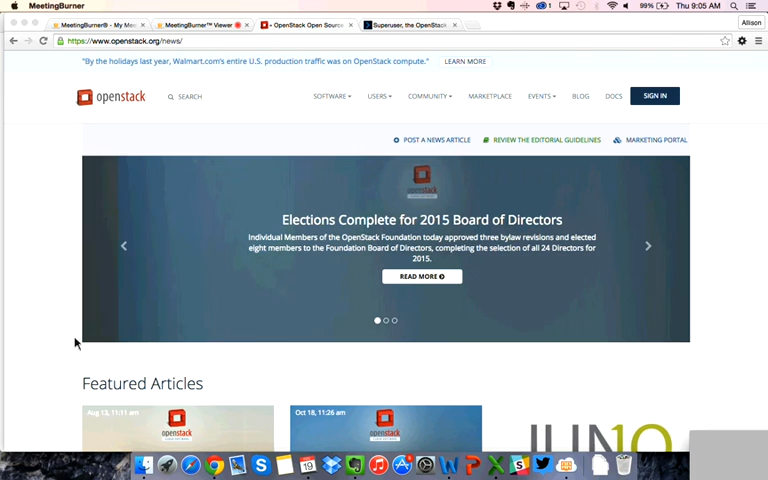 MeetingBurner
99%
Thu 9:05 AM
MeetingBurner® - My Mee
MeetingBurner™ Viewer
OpenStack Open Source
Superuser, the OpenStack
Allison
https://www.openstack.org/news/
"By the holidays last year, Walmart.com's entire U.S. production traffic was on OpenStack compute." LEARN MORE
openstack
SEARCH
SOFTWARE
USERS
COMMUNITY
MARKETPLACE
EVENTS
BLOG
DOCS
SIGN IN
POST A NEWS ARTICLE
REVIEW THE EDITORIAL GUIDELINES
MARKETING PORTAL
openstack
Elections Complete for 2015 Board of Directors
Individual Members of the OpenStack Foundation today approved three bylaw revisions and elected
eight members to the Foundation Board of Directors, completing the selection of all 24 Directors for
2015.
READ MORE
Featured Articles
Aug 13, 11:11 am
openstack
Oct 18, 11:26 am
openstack
19